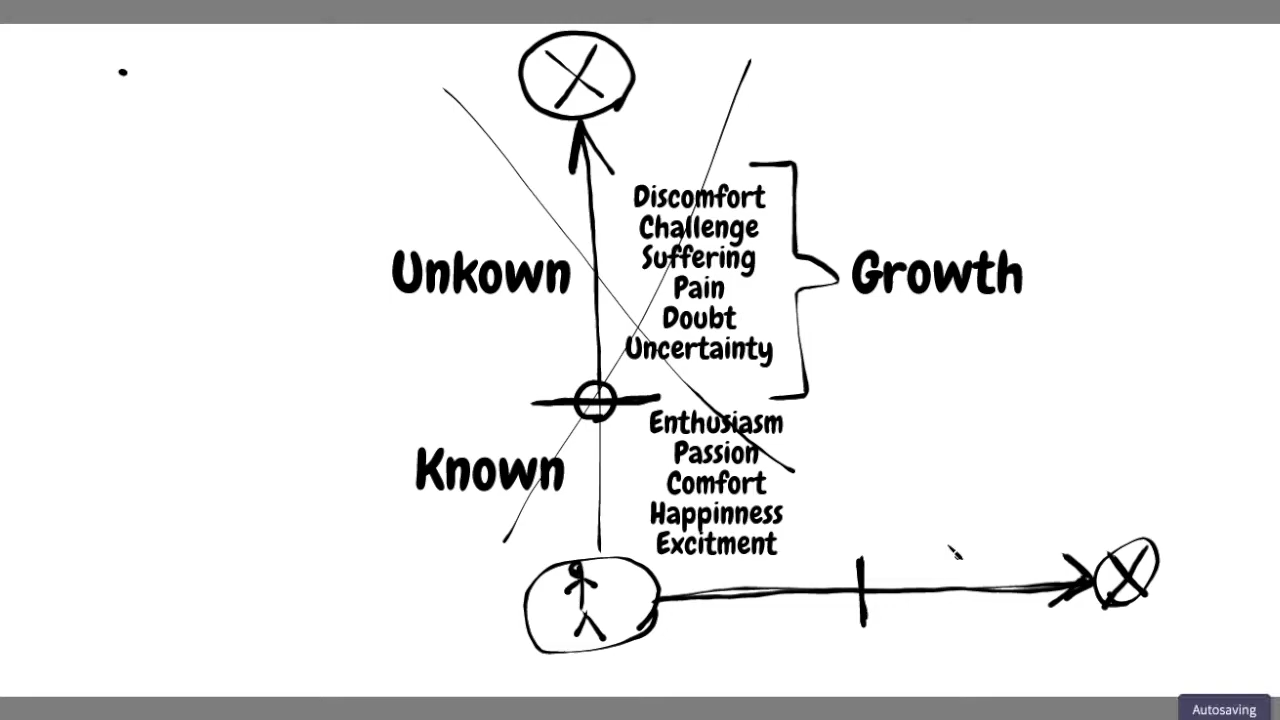 Discomfort
Challenge
Suffering
Pain
Doubt
Uncertainty
Unkown
Growth
Known
Enthusiasm
Passion
Comfort
Happinness
Excitment
Autosaving